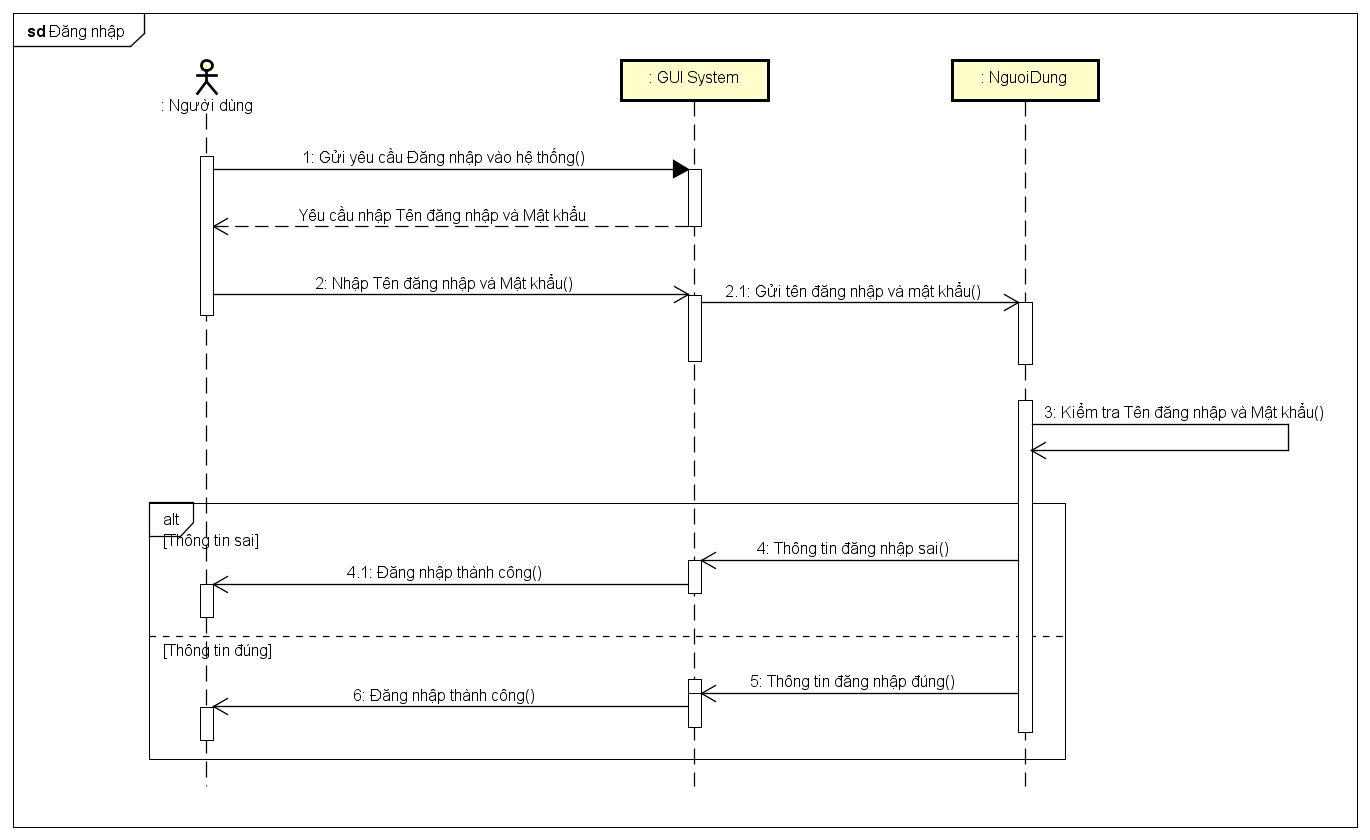 sd Đăng nhập
: Người dùng
: GUI System
: NguoiDung
1: Gửi yêu cầu Đăng nhập vào hệ thống()
Yêu cầu nhập Tên đăng nhập và Mật khẩu
2: Nhập Tên đăng nhập và Mật khẩu()
2.1: Gửi tên đăng nhập và mật khẩu()
3: Kiểm tra Tên đăng nhập và Mật khẩu()
alt
[Thông tin sai]
4: Thông tin đăng nhập sai()
4.1: Đăng nhập thành công()
[Thông tin đúng]
5: Thông tin đăng nhập đúng()
6: Đăng nhập thành công()